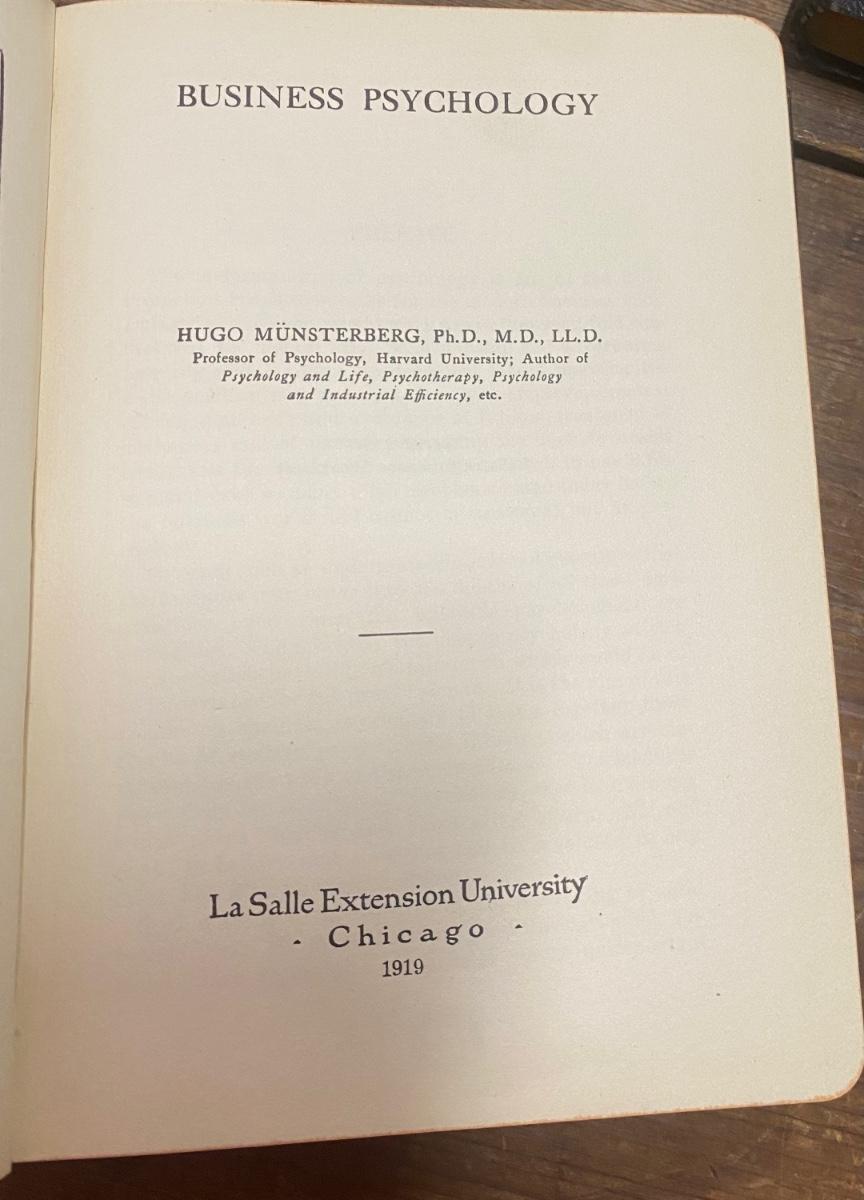 BUSINESS PSYCHOLOGY
HUGO MÜNSTERBERG, Ph.D., M.D., LL.D.
Professor of Psychology, Harvard University; Author of
Psychology and Life, Psychotherapy, Psychology
and Industrial Efficiency, etc.
La Salle Extension University
- Chicago -
1919